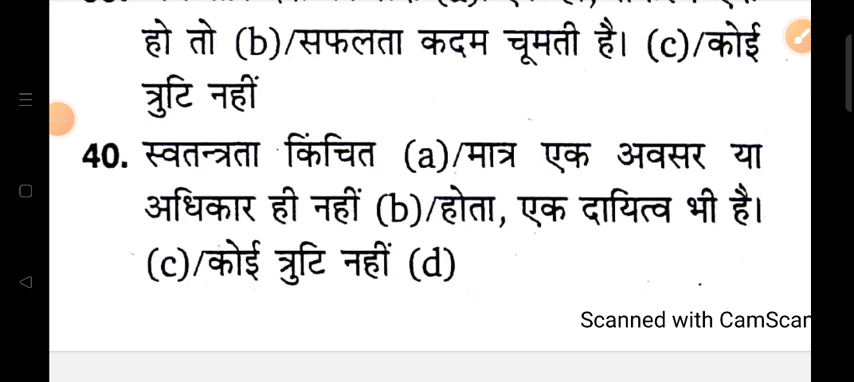 हो तो (b)/सफलता कदम चूमती है। (c)/कोई
त्रुटि नहीं
40. स्वतन्त्रता किंचित (a)/मात्र एक अवसर या
अधिकार ही नहीं (b)/होता, एक दायित्व भी है।
(c)/कोई त्रुटि नहीं (d)
Scanned with CamScan